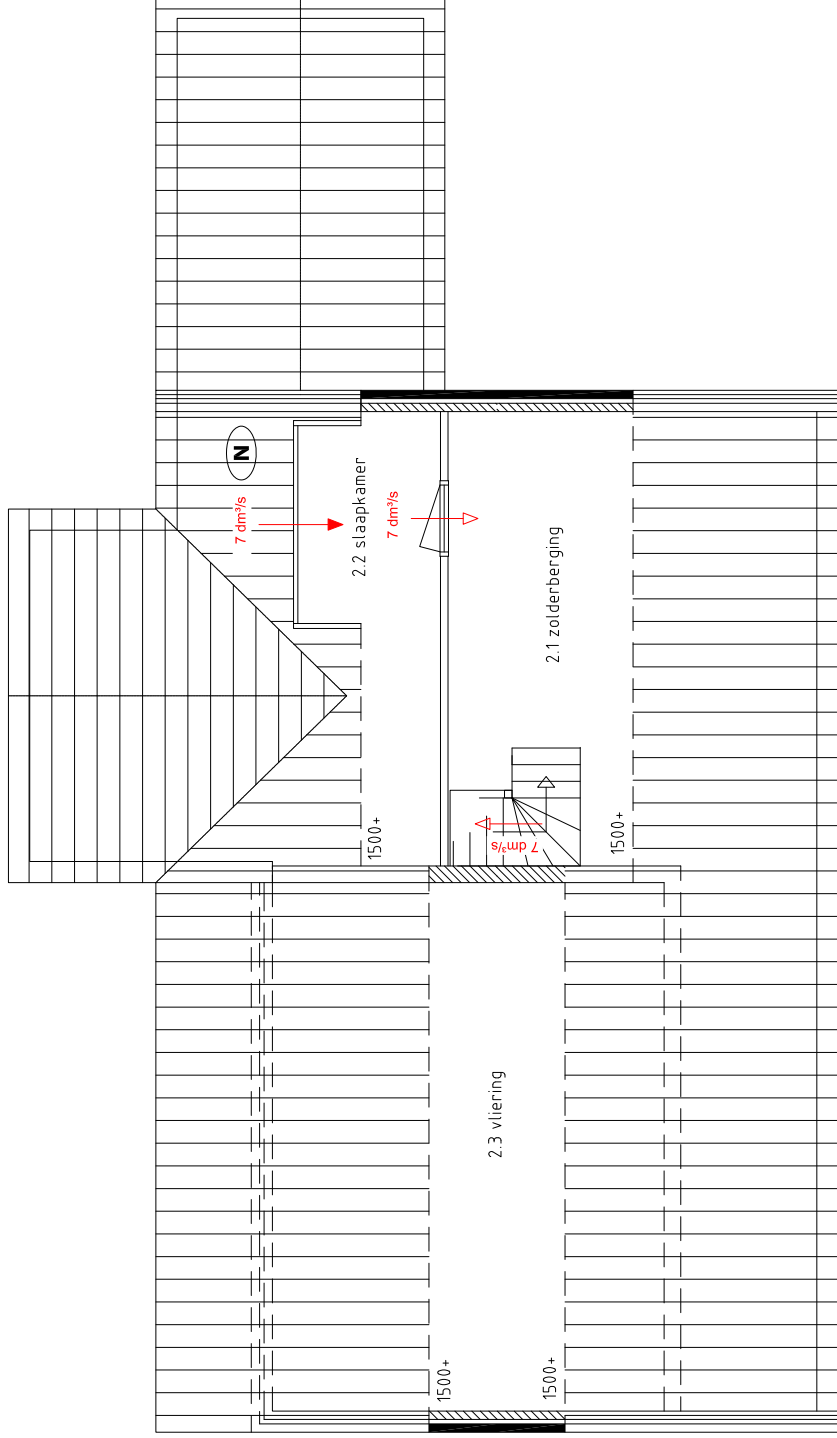 N
7 dm³/s
2.2 slaapkamer
7 dm³/s
2.1 zolderberging
1500+
7 dm³/s
1500+
2.3 vliering
1500+
1500+